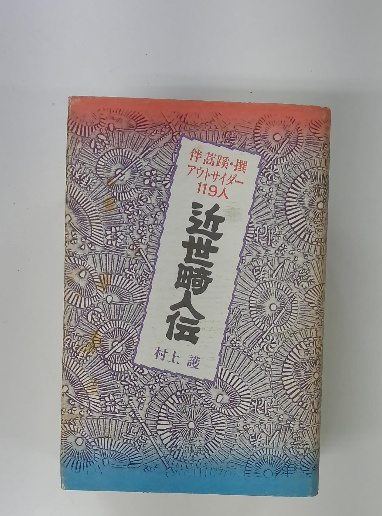 伴蒿蹊・撰
アウトサイダー
119人
近世畸人伝
村上 護